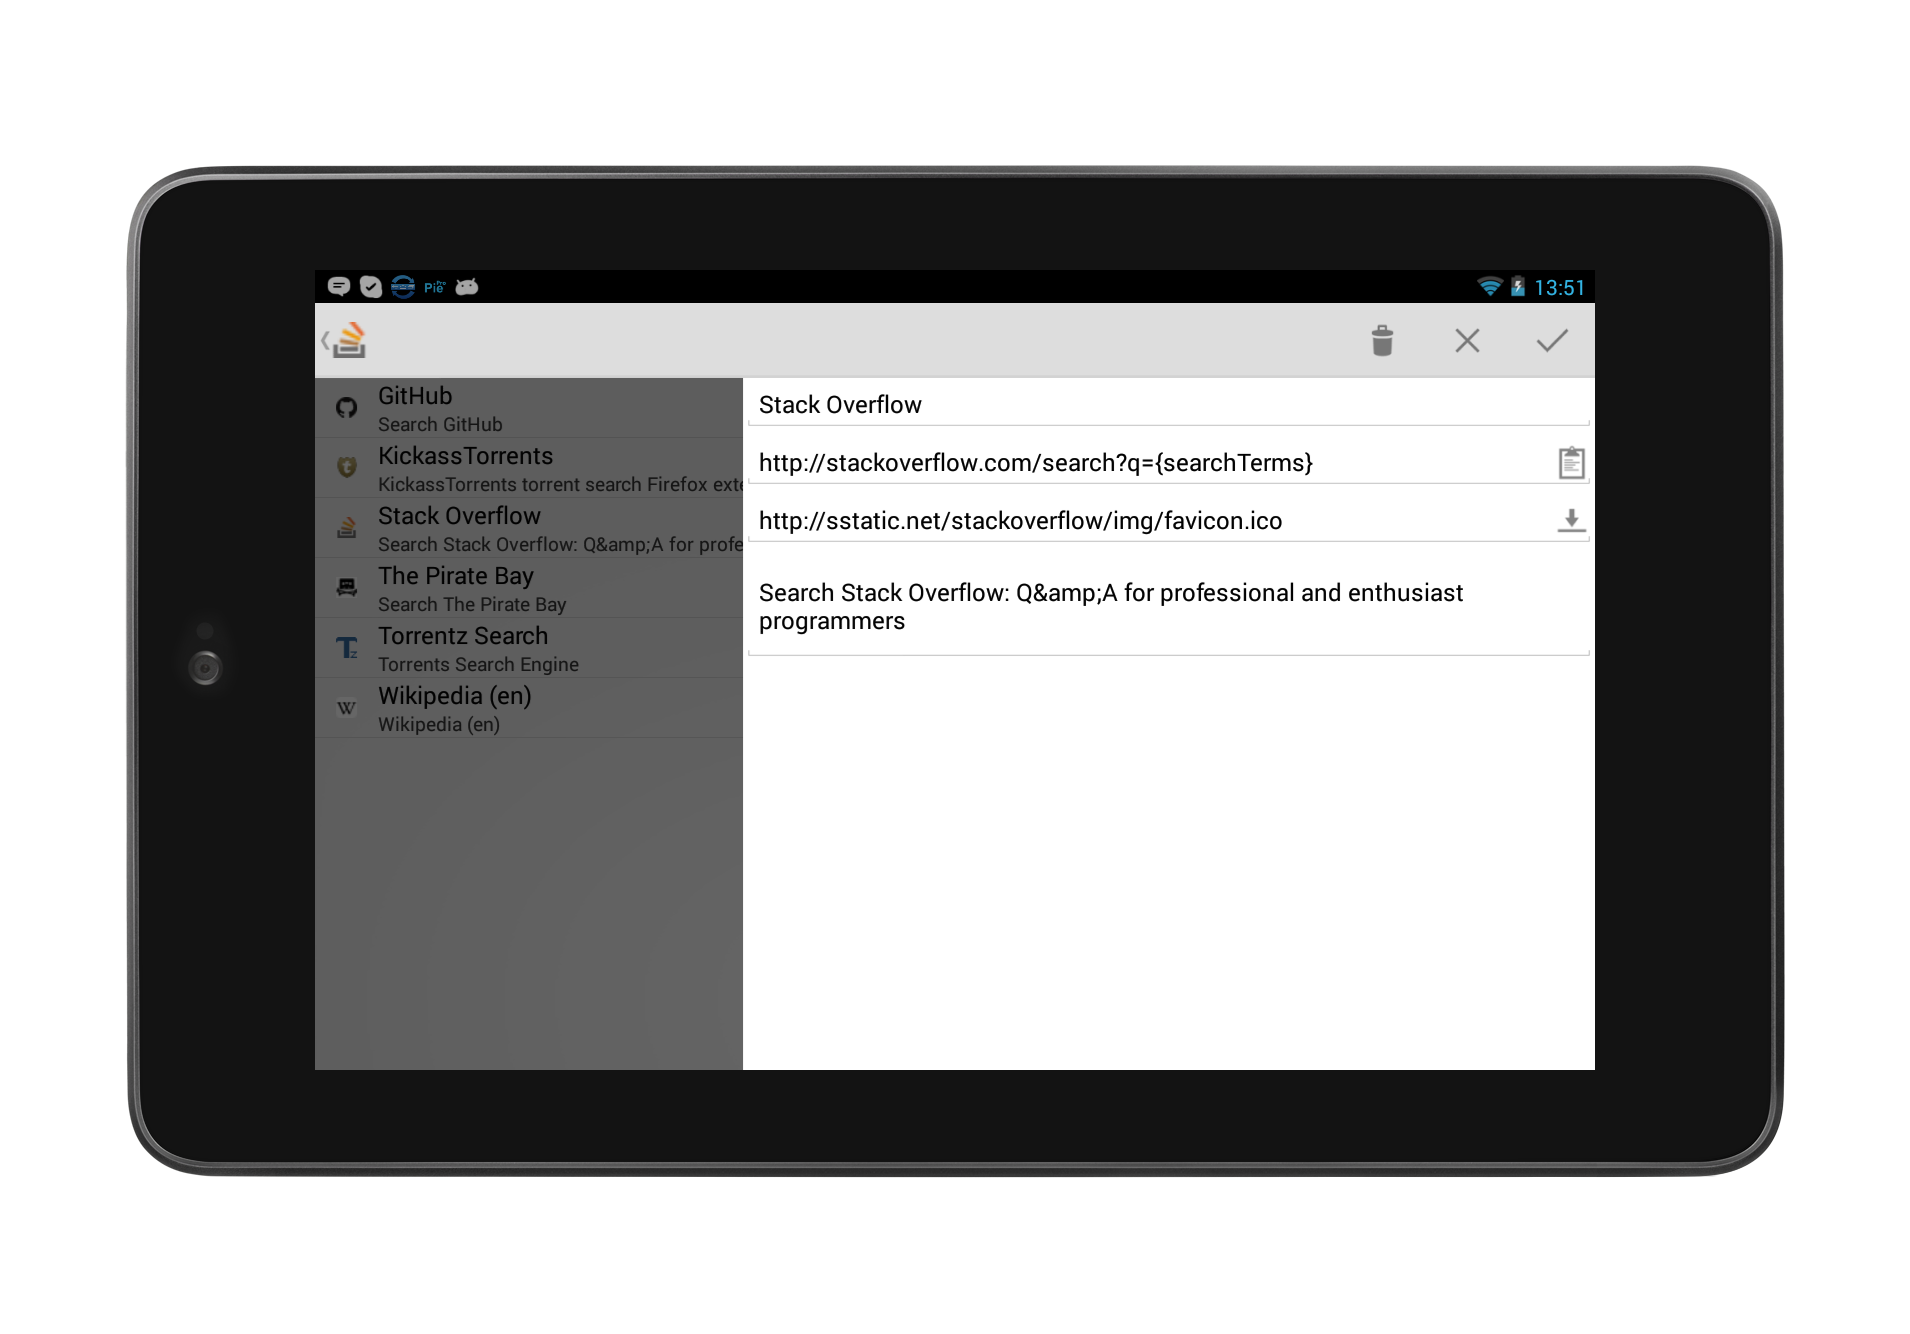 Pie Pro
13:51
GitHub
Search GitHub
KickassTorrents
KickassTorrents torrent search Firefox exte
Stack Overflow
Search Stack Overflow: Q&amp;A for profe
The Pirate Bay
Search The Pirate Bay
Torrentz Search
Torrents Search Engine
Wikipedia (en)
Wikipedia (en)
Stack Overflow
http://stackoverflow.com/search?q={searchTerms}
http://sstatic.net/stackoverflow/img/favicon.ico
Search Stack Overflow: Q&amp;A for professional and enthusiast
programmers